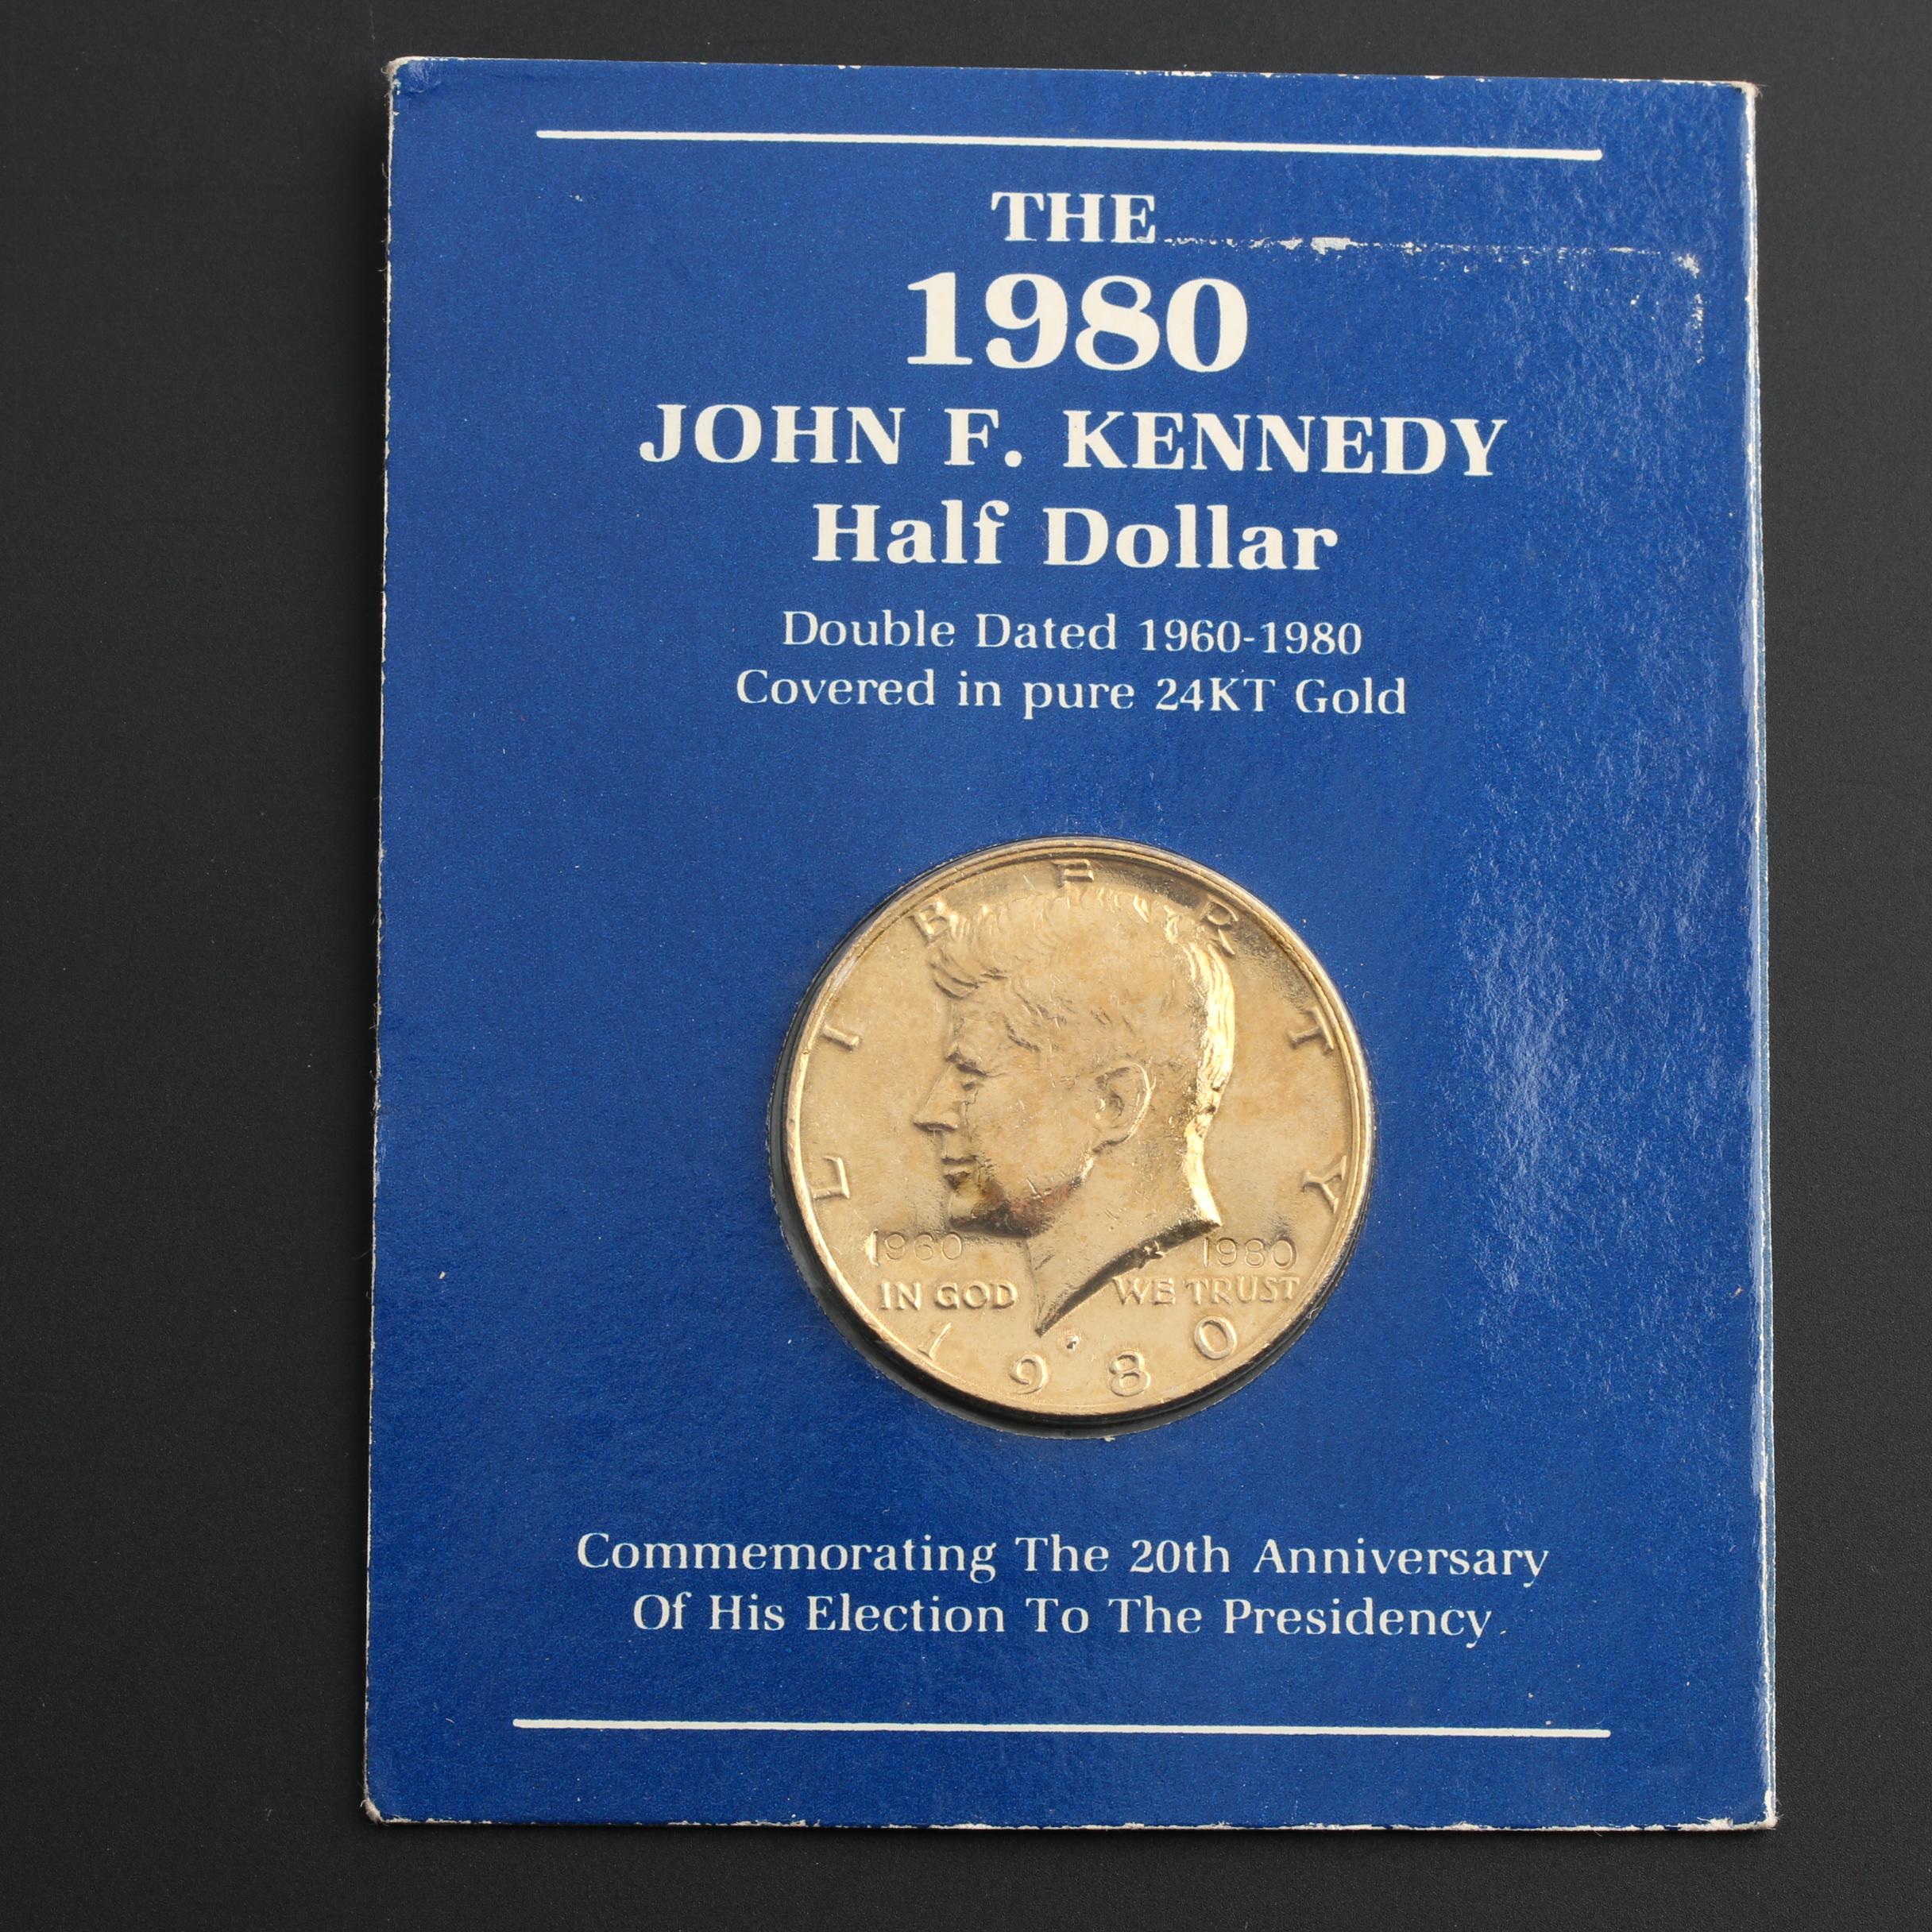 THE
1980
JOHN F. KENNEDY
Half Dollar
Double Dated 1960-1980
Covered in pure 24KT Gold
LIBERTY
1960 1980
IN GOD WE TRUST
1980
Commemorating The 20th Anniversary
Of His Election To The Presidency.